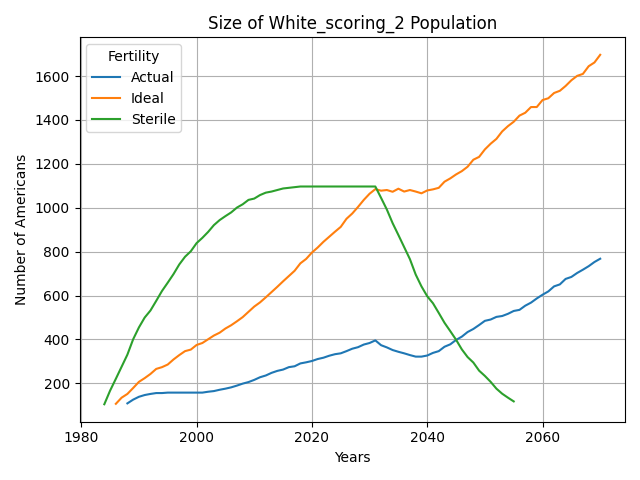 Size of White_scoring_2 Population
Fertility
Actual
Ideal
Sterile
1600
1400
1200
1000
800
600
400
200
Number of Americans
1980
2000
2020
2040
2060
Years